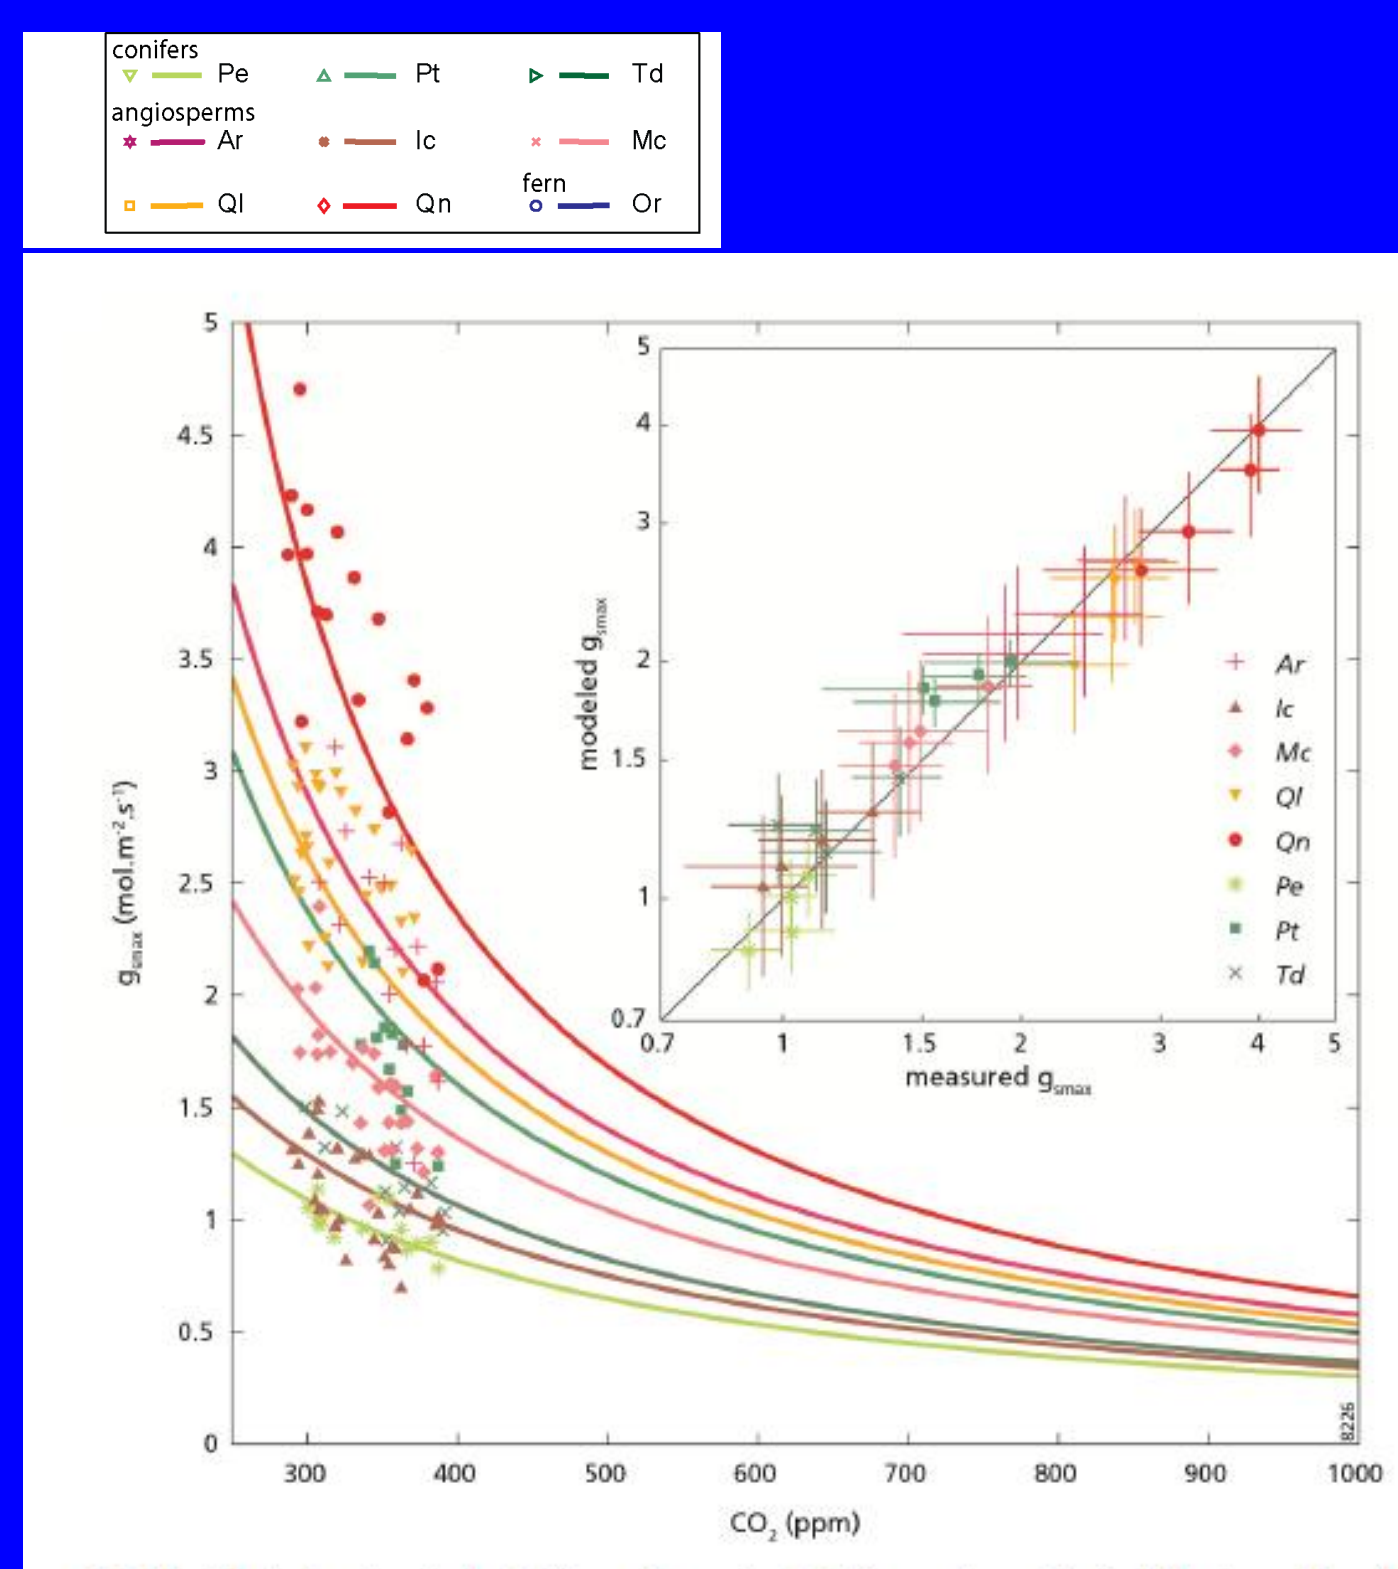 conifers
Pe Pt Td
angiosperms
Ar Ic Mc
fern
Ql Qn Or
5
4.5
4
3.5
3
2.5
2
1.5
1
0.5
0
gsmax (mol.m-2.s-1)
300 400 500 600 700 800 900 1000
CO2 (ppm)
8226
5
4
3
2
1.5
1
0.7
modeled gsmax
0.7 1 1.5 2 3 4 5
measured gsmax
Ar
Ic
Mc
Ql
Qn
Pe
Pt
Td